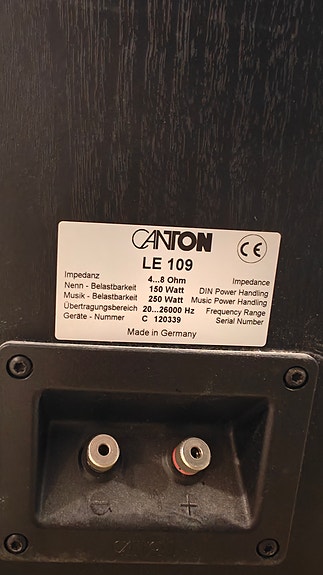 CANTON
CE
LE 109
Impedanz 4...8 Ohm Impedance
Nenn - Belastbarkeit 150 Watt DIN Power Handling
Musik - Belastbarkeit 250 Watt Music Power Handling
Übertragungsbereich 20...26000 Hz Frequency Range
Geräte - Nummer C 120339 Serial Number
Made in Germany
- +